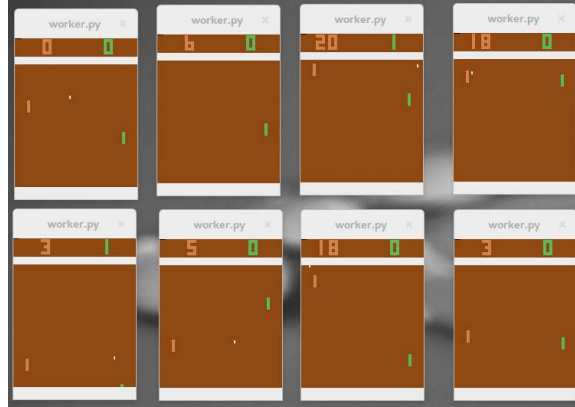 worker.py ×
0 0
worker.py ×
6 0
worker.py ×
20 1
worker.py ×
18 0
worker.py ×
3 1
worker.py ×
5 0
worker.py ×
18 0
worker.py ×
3 0